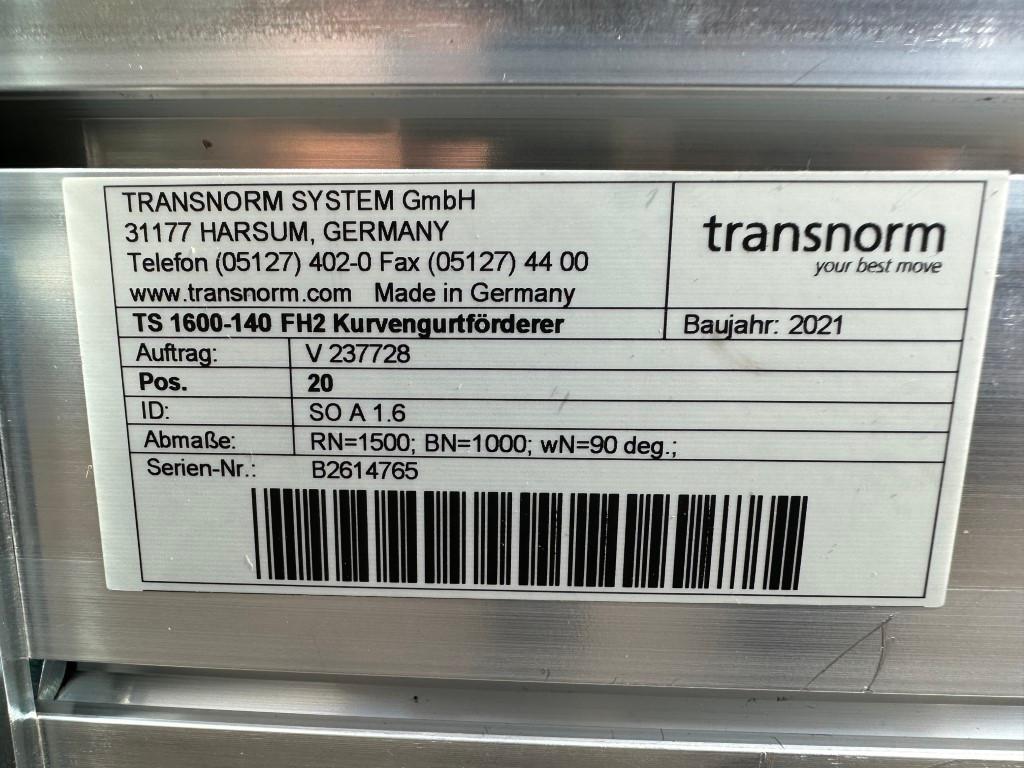 TRANSNORM SYSTEM GmbH
31177 HARSUM, GERMANY
Telefon (05127) 402-0 Fax (05127) 44 00
www.transnorm.com Made in Germany
transnorm
your best move
TS 1600-140 FH2 Kurvengurtförderer
Baujahr: 2021
Auftrag: V 237728
Pos. 20
ID: SO A 1.6
Abmaße: RN=1500; BN=1000; wN=90 deg.;
Serien-Nr.: B2614765